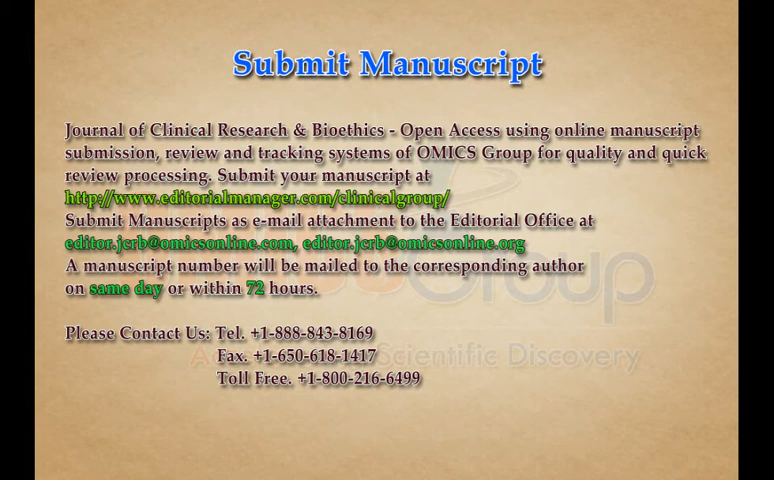 Submit Manuscript
Journal of Clinical Research & Bioethics - Open Access using online manuscript
submission, review and tracking systems of OMICS Group for quality and quick
review processing. Submit your manuscript at
http://www.editorialmanager.com/clinicalgroup/
Submit Manuscripts as e-mail attachment to the Editorial Office at
editor.jcrb@omicsonline.com, editor.jcrb@omicsonline.org
A manuscript number will be mailed to the corresponding author
on same day or within 72 hours.
Group
Please Contact Us: Tel. +1-888-843-8169
Fax. +1-650-618-1417
Scientific Discovery
Toll Free. +1-800-216-6499